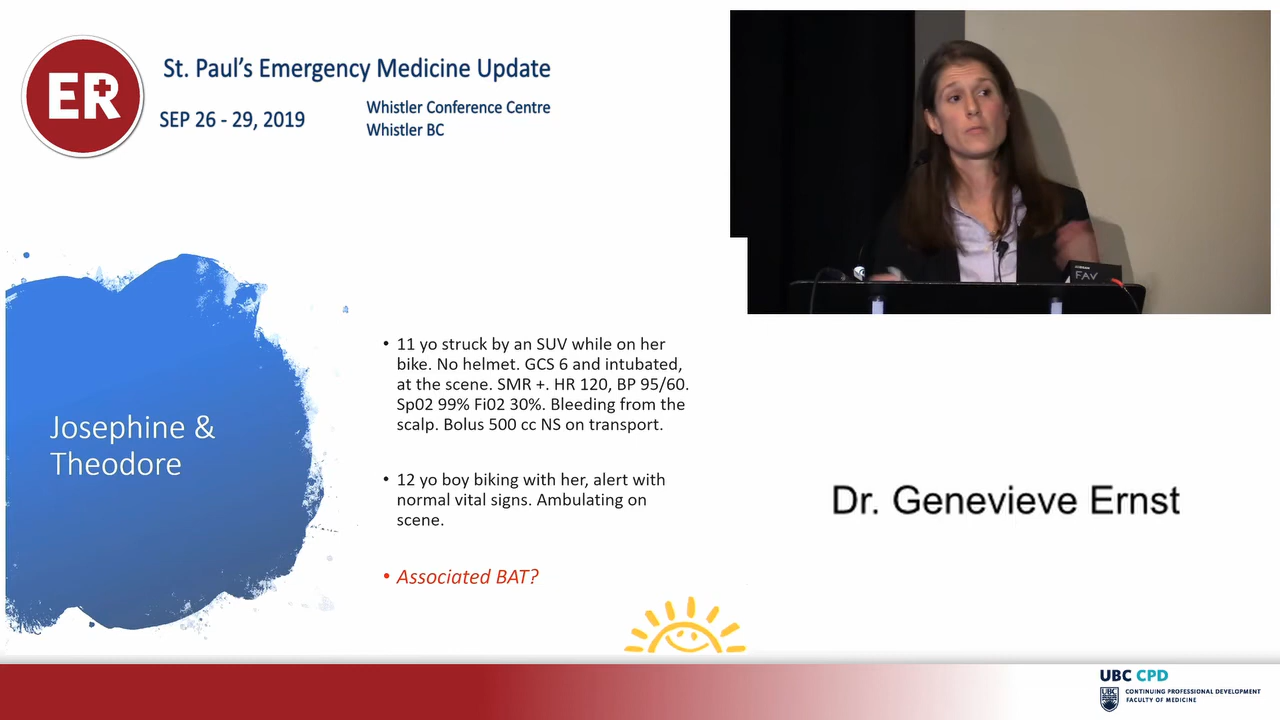 ER
St. Paul's Emergency Medicine Update
SEP 26 - 29, 2019
Whistler Conference Centre
Whistler BC
Josephine &
Theodore
• 11 yo struck by an SUV while on her
bike. No helmet. GCS 6 and intubated,
at the scene. SMR +. HR 120, BP 95/60.
Sp02 99% Fi02 30%. Bleeding from the
scalp. Bolus 500 cc NS on transport.
• 12 yo boy biking with her, alert with
normal vital signs. Ambulating on
scene.
• Associated BAT?
FAV
Dr. Genevieve Ernst
UBC CPD
UBC
CONTINUING PROFESSIONAL DEVELOPMENT
FACULTY OF MEDICINE